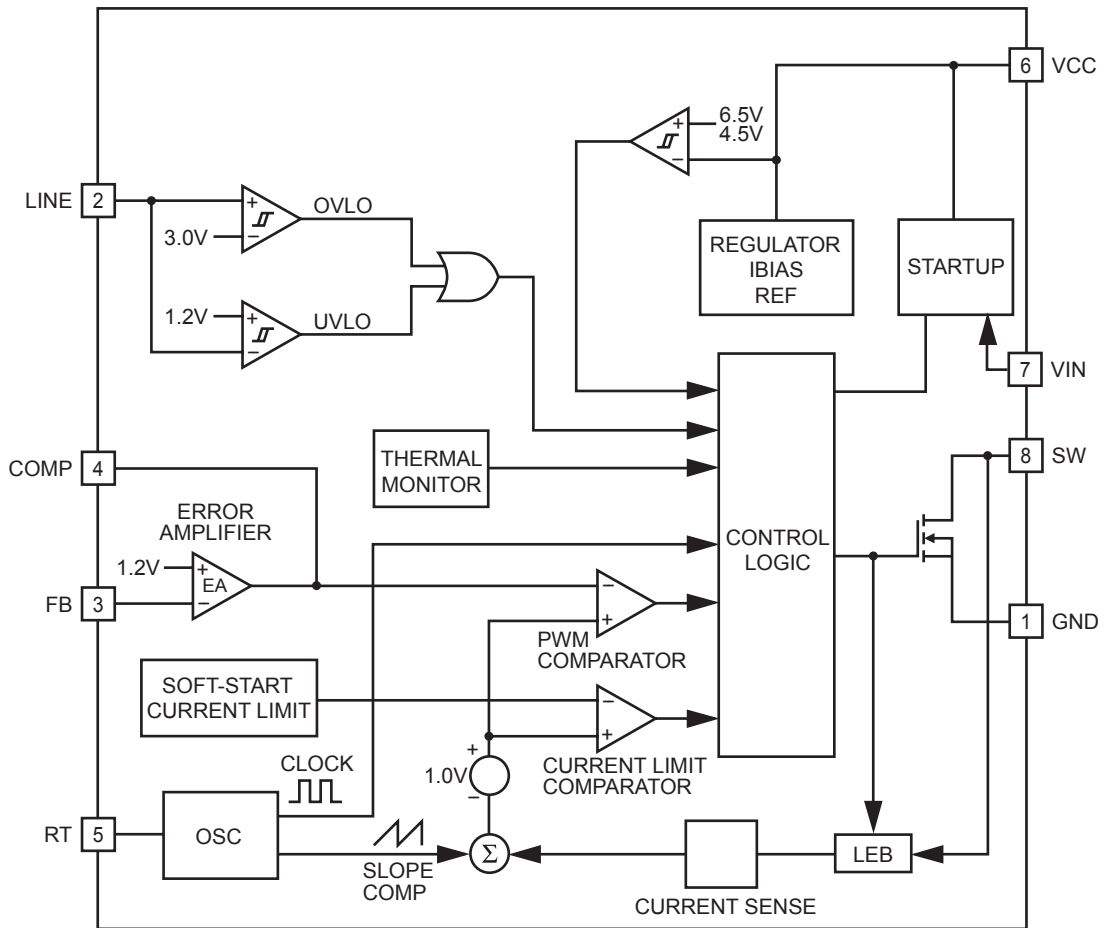 6 VCC
6.5V
4.5V
+
−
LINE 2
+
−
3.0V
OVLO
REGULATOR
IBIAS
REF
STARTUP
1.2V
+
−
UVLO
7 VIN
COMP 4
THERMAL
MONITOR
8 SW
ERROR
AMPLIFIER
CONTROL
LOGIC
1.2V
+
EA
−
FB 3
−
+
PWM
COMPARATOR
1 GND
SOFT-START
CURRENT LIMIT
−
+
CURRENT LIMIT
COMPARATOR
CLOCK
+
1.0V
−
RT 5
OSC
Σ
SLOPE
COMP
LEB
CURRENT SENSE